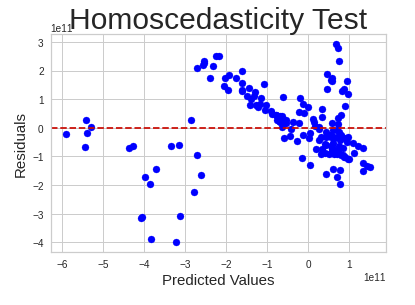 Homoscedasticity Test
1e11
3
2
1
0
−1
−2
−3
−4
Residuals
−6 −5 −4 −3 −2 −1 0 1
1e11
Predicted Values